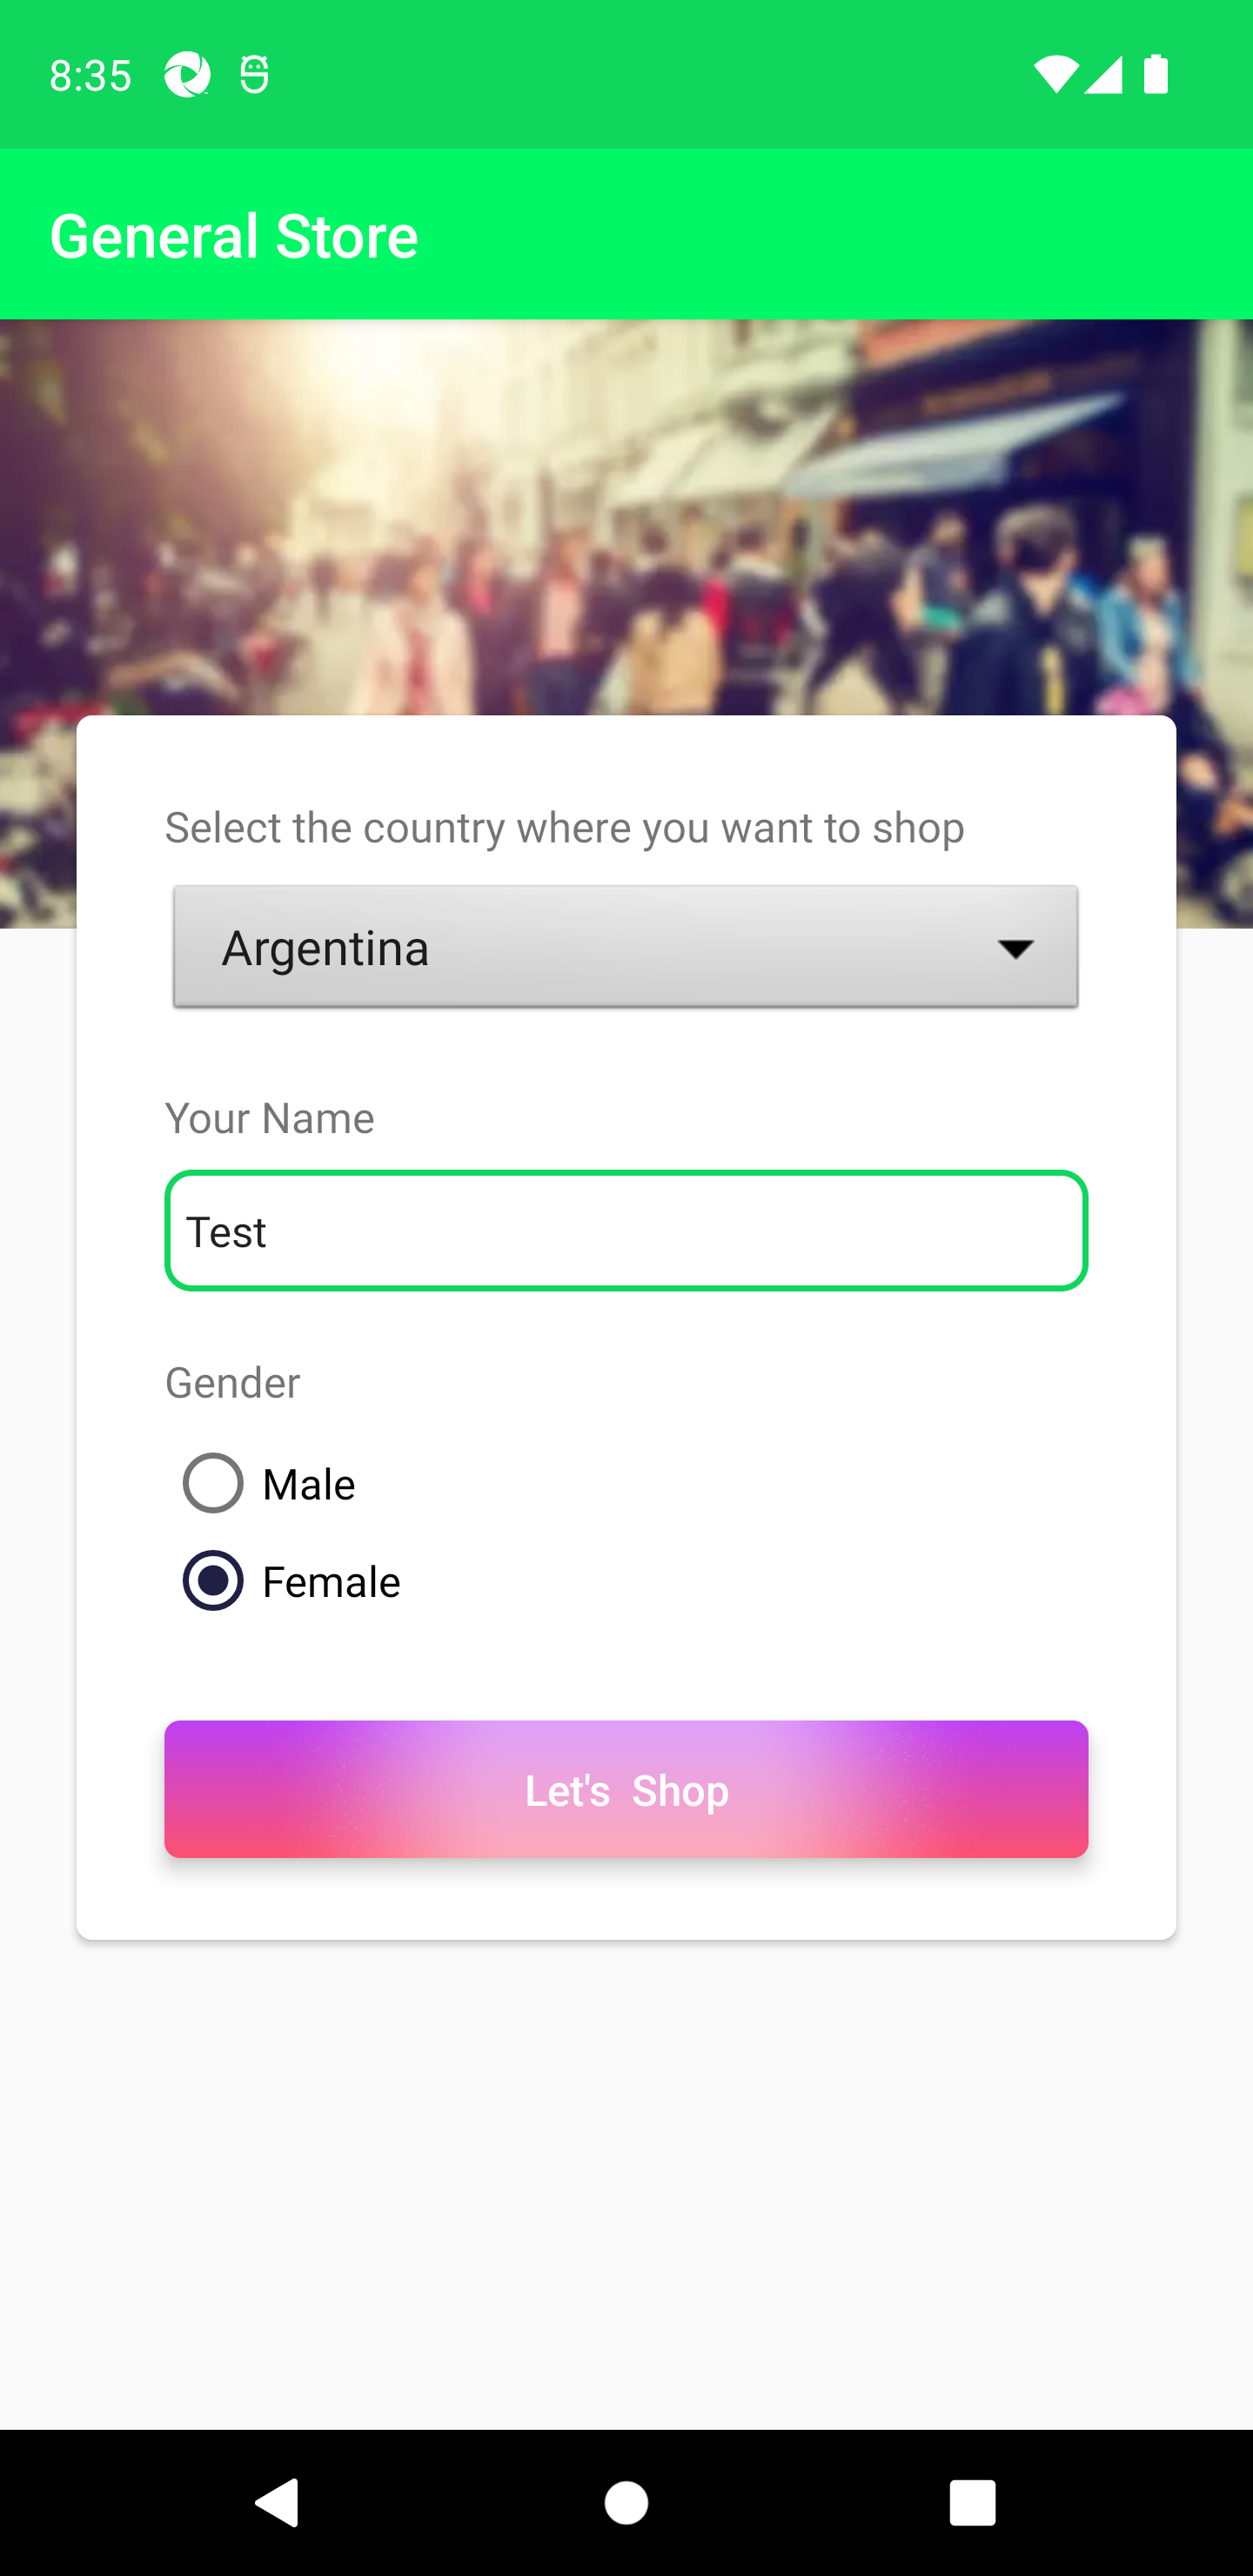 8:35
General Store
Select the country where you want to shop
Argentina
Your Name
Test
Gender
Male
Female
Let's Shop